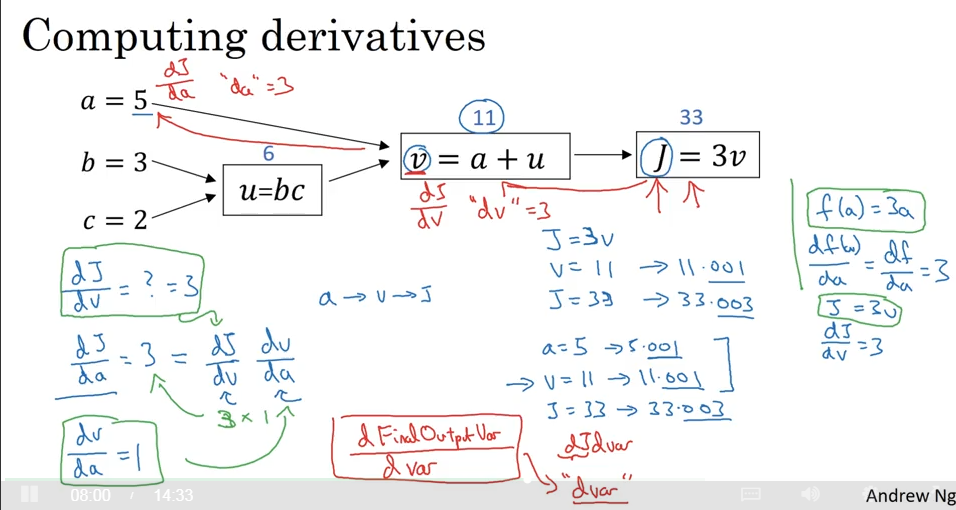 Computing derivatives
dJ/da "da" = 3
a = 5
11
33
b = 3
6
v = a + u
J = 3v
u=bc
c = 2
dJ/dv "dv" = 3
f(a) = 3a
J = 3v
df(a)/da = df/da = 3
dJ/dv = ? = 3
v = 11 → 11.001
a → v → J
J = 33 → 33.003
J = 3v
dJ/dv = 3
dJ/da = 3 = dJ/dv dv/da
a = 5 → 5.001
→ v = 11 → 11.001
3 × 1
J = 33 → 33.003
dv/da = 1
d FinalOutputVar / d var
dJdvar
"dvar"
08:00 / 14:33
Andrew Ng